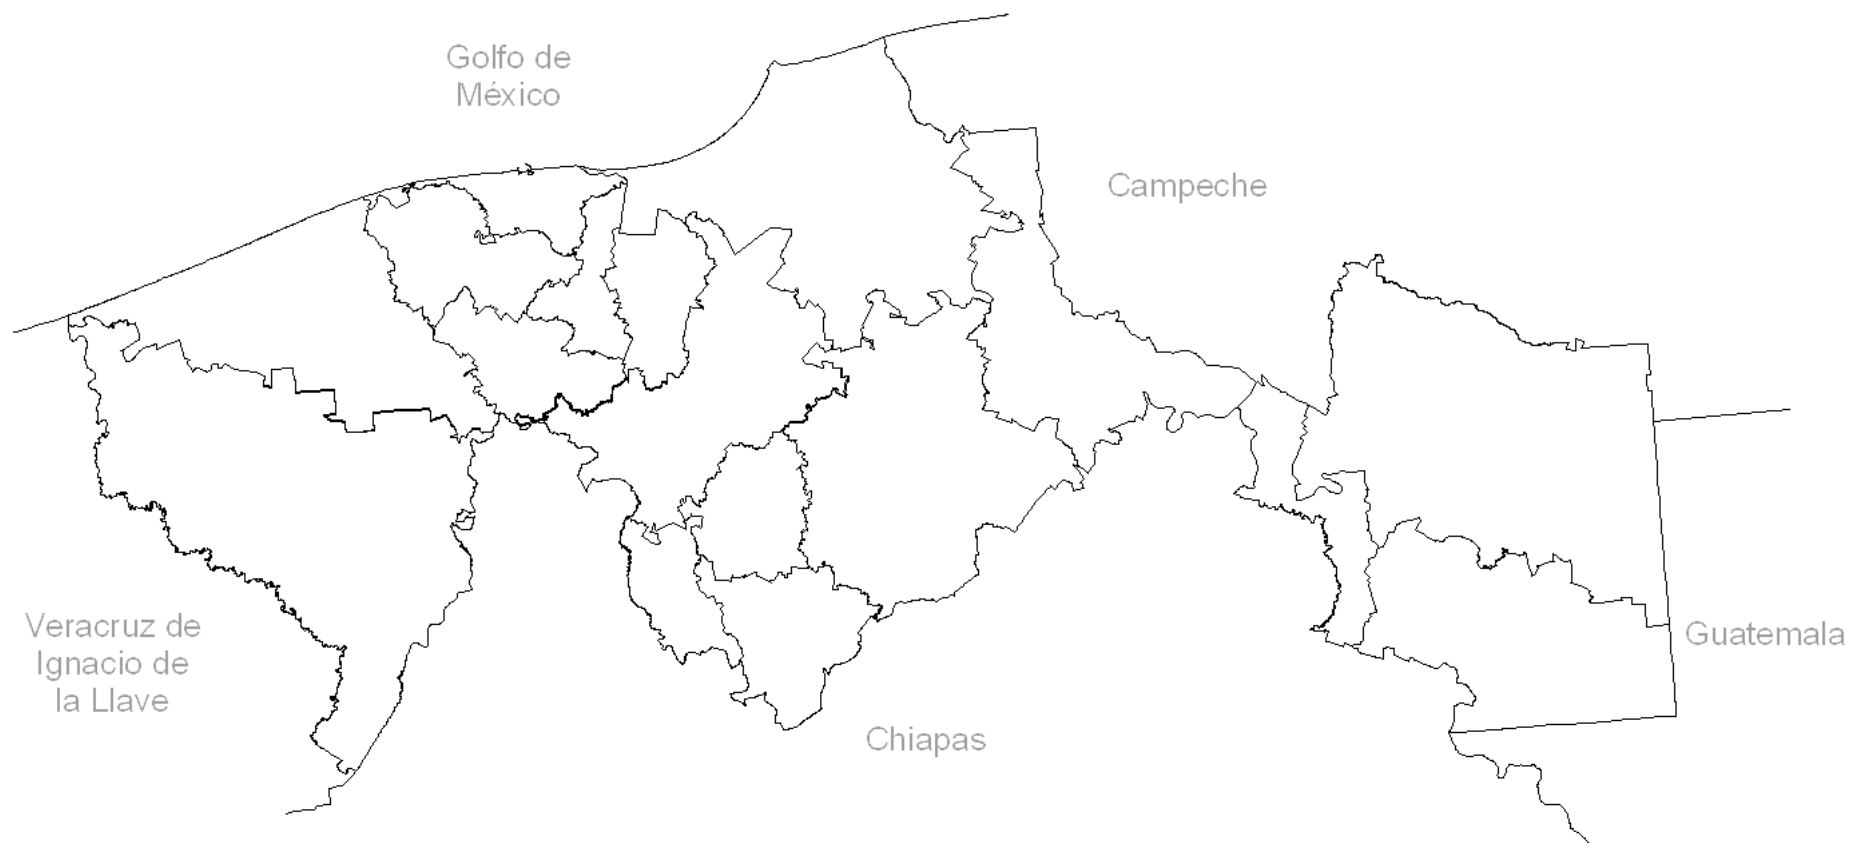 Golfo de
México
Campeche
Veracruz de
Ignacio de
la Llave
Guatemala
Chiapas